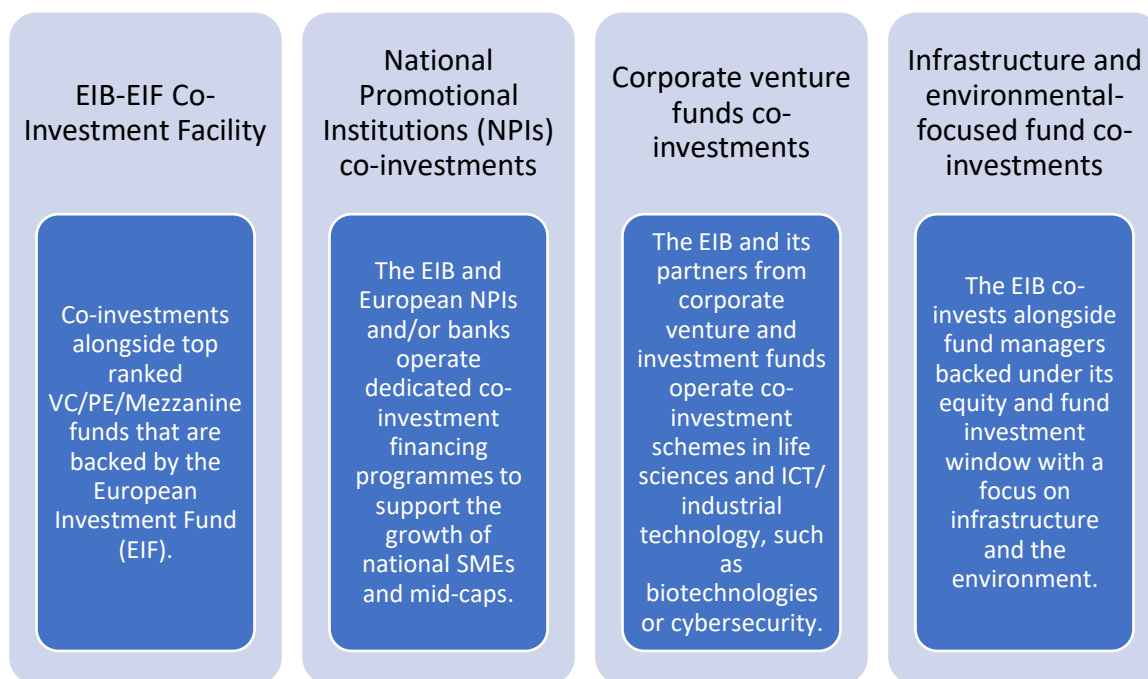 EIB-EIF Co-
Investment Facility
Co-investments
alongside top
ranked
VC/PE/Mezzanine
funds that are
backed by the
European
Investment Fund
(EIF).
National
Promotional
Institutions (NPIs)
co-investments
The EIB and
European NPIs
and/or banks
operate
dedicated co-
investment
financing
programmes to
support the
growth of
national SMEs
and mid-caps.
Corporate venture
funds co-
investments
The EIB and its
partners from
corporate
venture and
investment funds
operate co-
investment
schemes in life
sciences and ICT/
industrial
technology, such
as
biotechnologies
or cybersecurity.
Infrastructure and
environmental-
focused fund co-
investments
The EIB co-
invests alongside
fund managers
backed under its
equity and fund
investment
window with a
focus on
infrastructure
and the
environment.